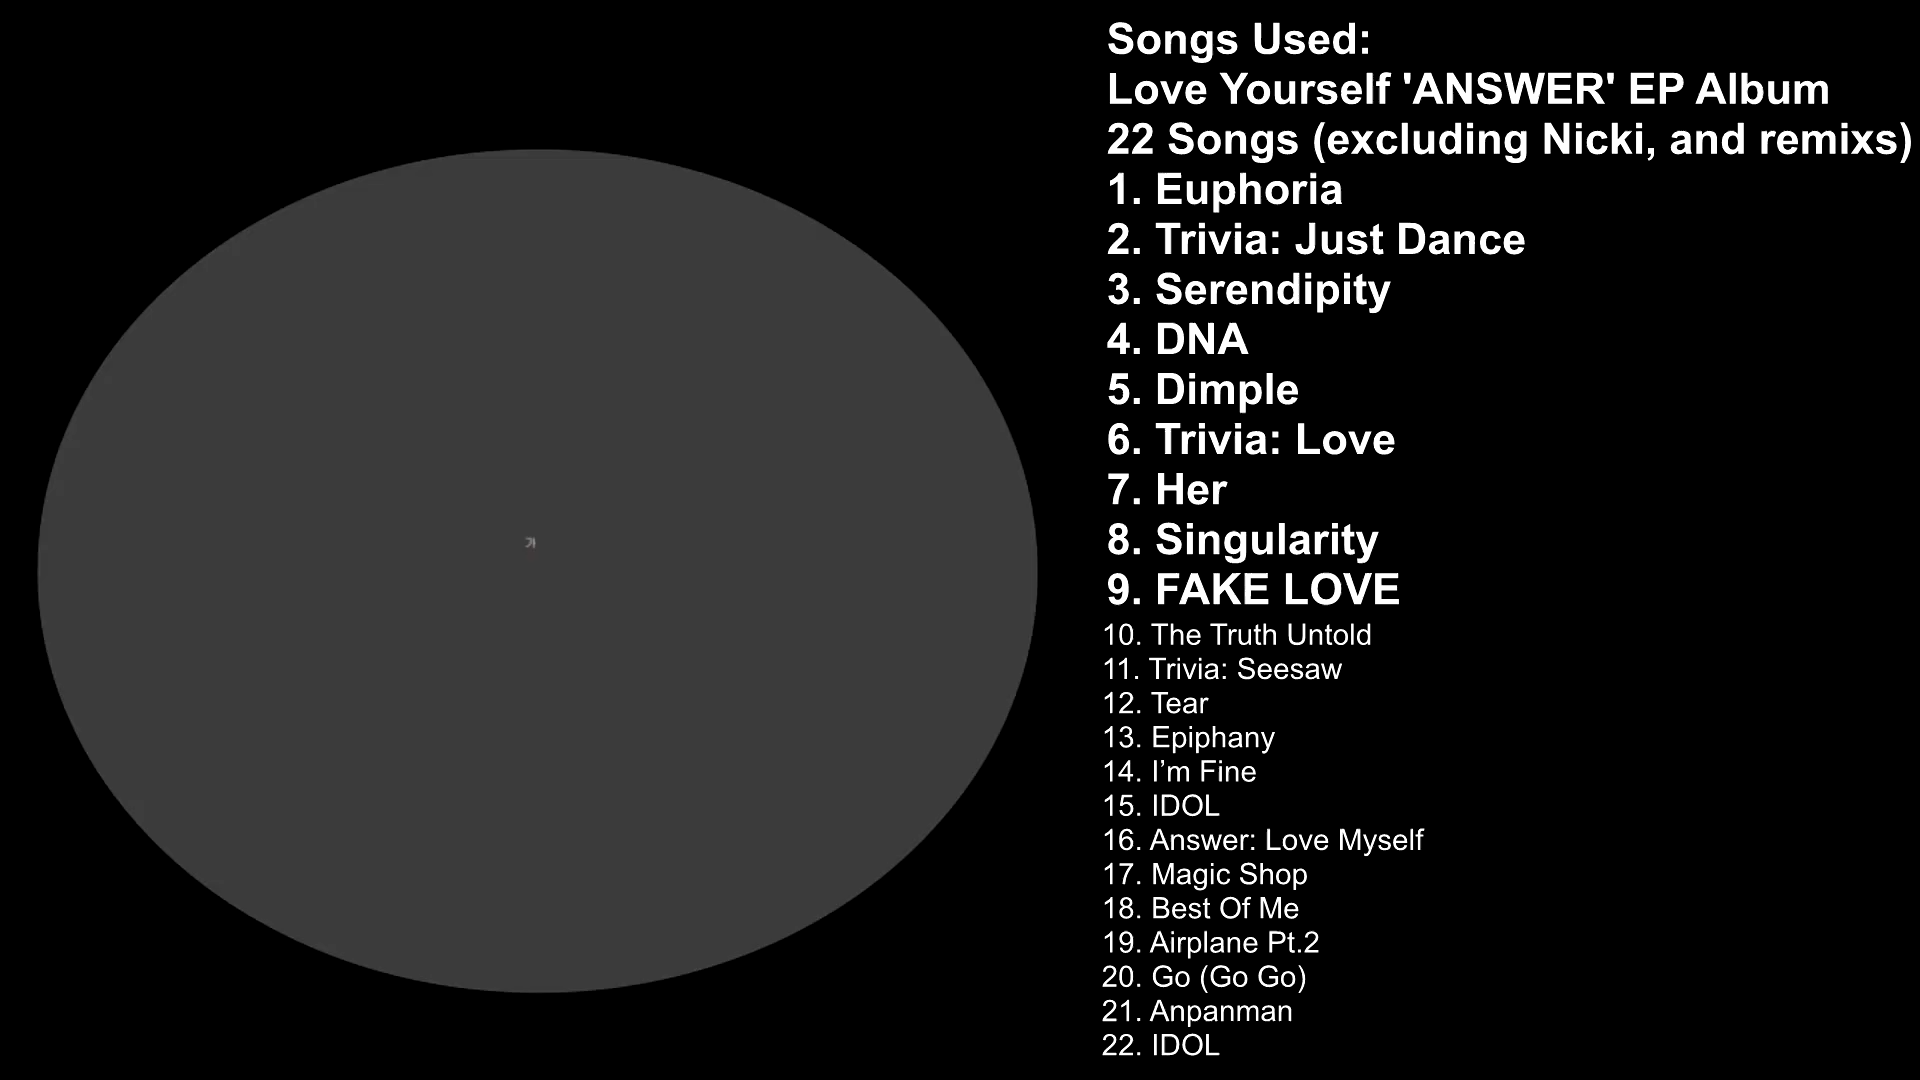 Songs Used:
Love Yourself 'ANSWER' EP Album
22 Songs (excluding Nicki, and remixs)
1. Euphoria
2. Trivia: Just Dance
3. Serendipity
4. DNA
5. Dimple
6. Trivia: Love
7. Her
8. Singularity
9. FAKE LOVE
10. The Truth Untold
11. Trivia: Seesaw
12. Tear
13. Epiphany
14. I’m Fine
15. IDOL
16. Answer: Love Myself
17. Magic Shop
18. Best Of Me
19. Airplane Pt.2
20. Go (Go Go)
21. Anpanman
22. IDOL